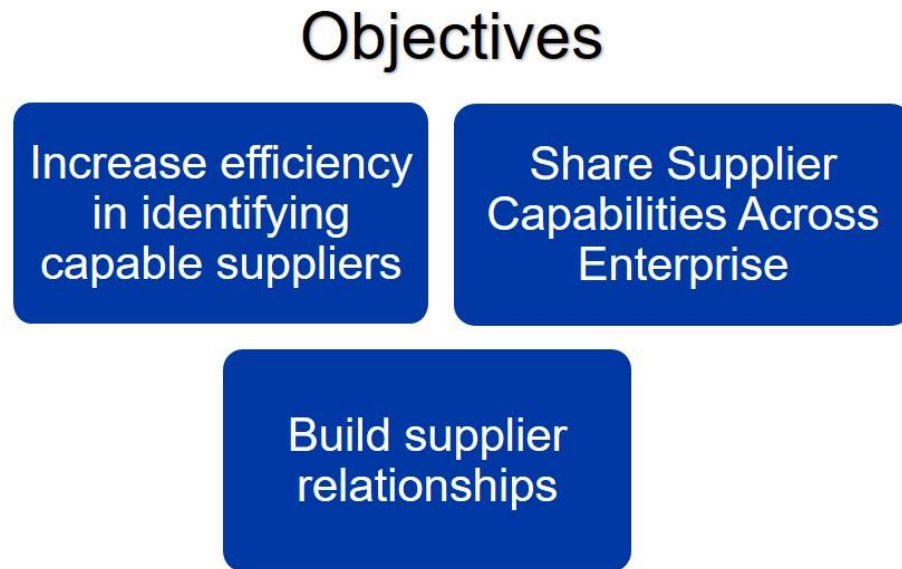 Objectives
Increase efficiency
in identifying
capable suppliers
Share Supplier
Capabilities Across
Enterprise
Build supplier
relationships